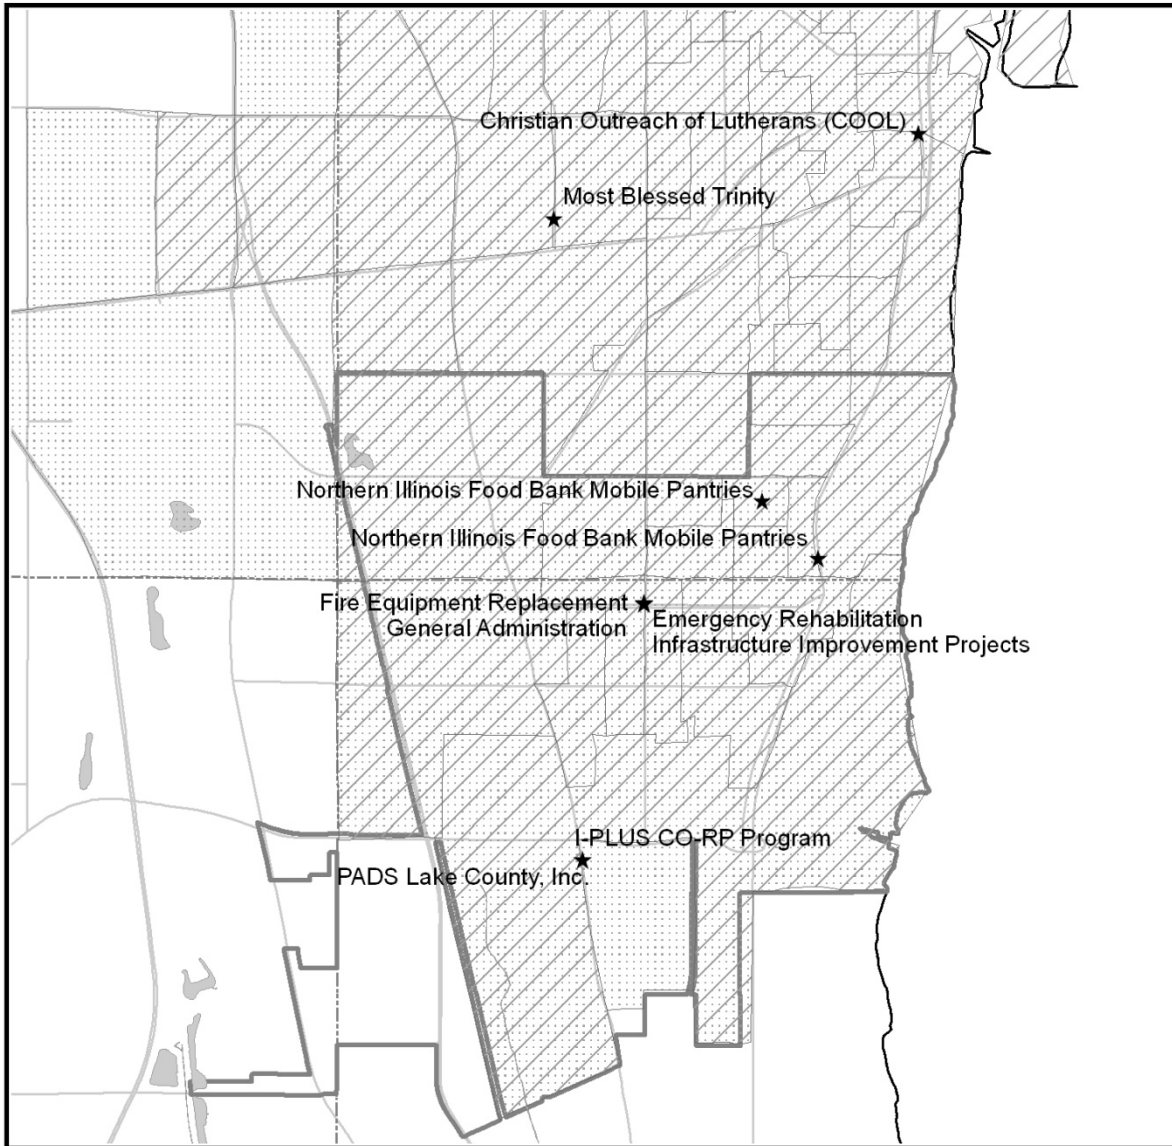 Christian Outreach of Lutherans (COOL)
Most Blessed Trinity
Northern Illinois Food Bank Mobile Pantries
Northern Illinois Food Bank Mobile Pantries
Fire Equipment Replacement
General Administration
Emergency Rehabilitation
Infrastructure Improvement Projects
I-PLUS CO-RP Program
PADS Lake County, Inc.